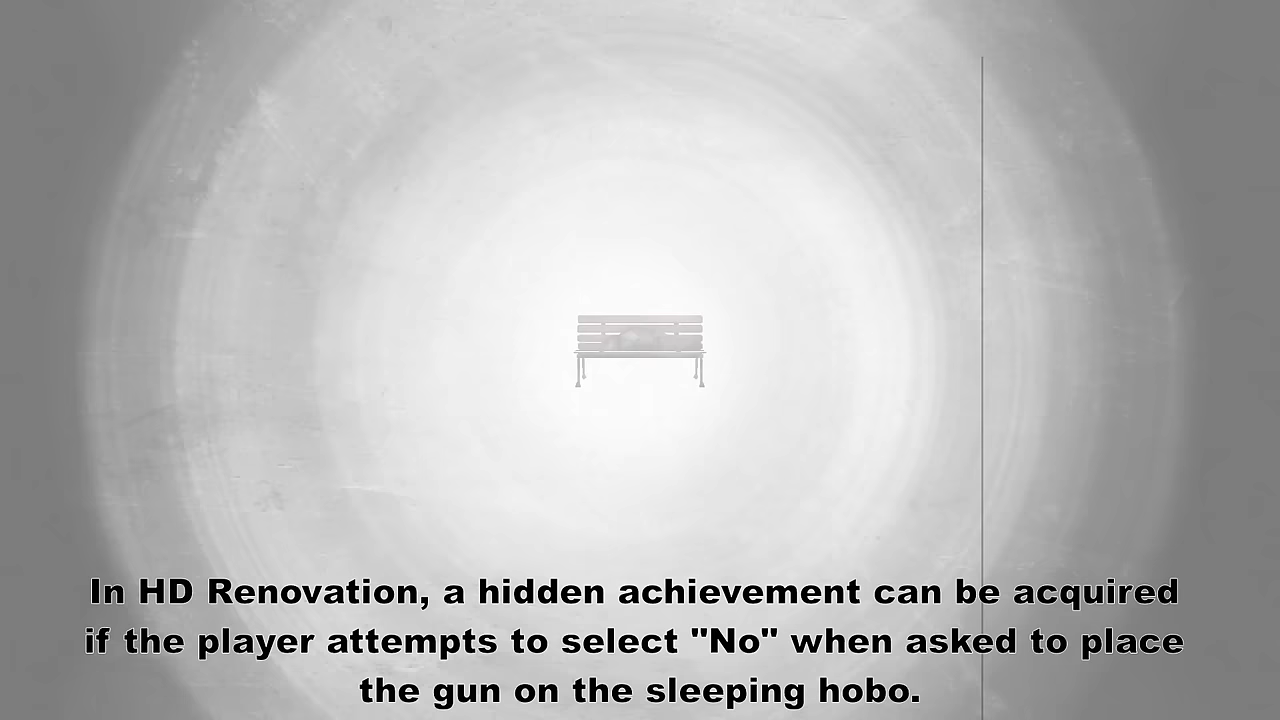 In HD Renovation, a hidden achievement can be acquired
if the player attempts to select "No" when asked to place
the gun on the sleeping hobo.